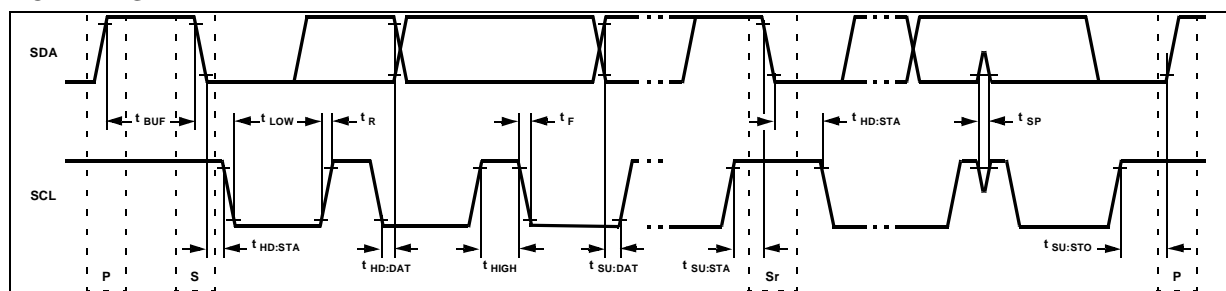 SDA
t BUF
t LOW
t R
t F
t HD:STA
t SP
SCL
t HD:STA
t HD:DAT
t HIGH
t SU:DAT
t SU:STA
t SU:STO
P
S
Sr
P